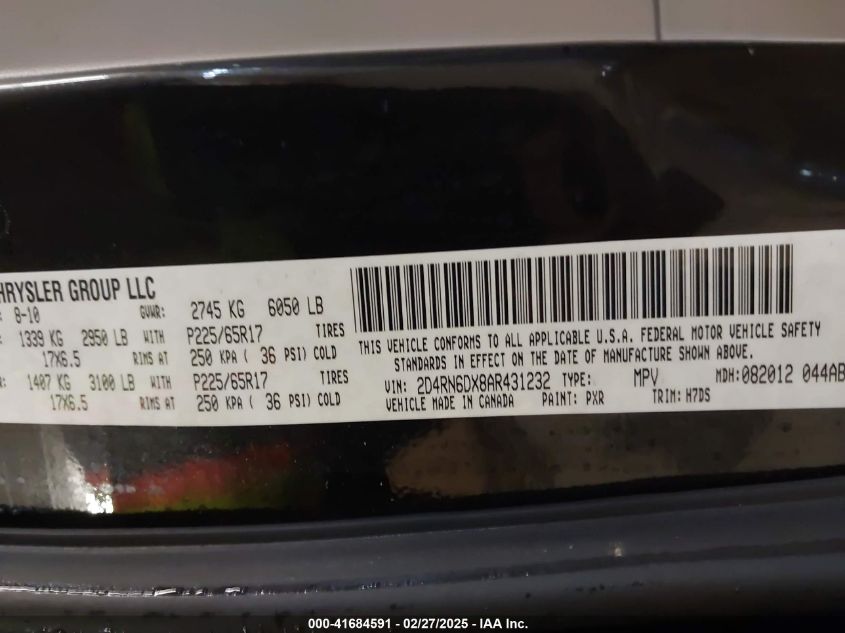 HRYSLER GROUP LLC
: 8-10 GVWR: 2745 KG 6050 LB
: 1339 KG 2950 LB WITH P225/65R17 TIRES
17X6.5 RIMS AT 250 KPA ( 36 PSI) COLD
R: 1407 KG 3100 LB WITH P225/65R17 TIRES
17X6.5 RIMS AT 250 KPA ( 36 PSI) COLD
THIS VEHICLE CONFORMS TO ALL APPLICABLE U.S.A. FEDERAL MOTOR VEHICLE SAFETY
STANDARDS IN EFFECT ON THE DATE OF MANUFACTURE SHOWN ABOVE.
VIN: 2D4RN6DX8AR431232 TYPE: MPV MDH:082012 044AB
VEHICLE MADE IN CANADA PAINT: PXR TRIM: H7DS
000-41684591 - 02/27/2025 - IAA Inc.